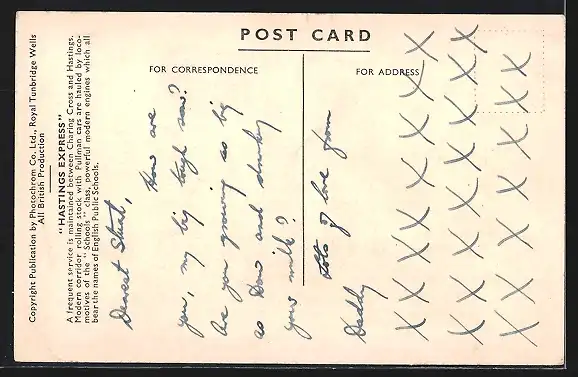 POST CARD
FOR CORRESPONDENCE
FOR ADDRESS
Copyright Publication by Photochrom Co. Ltd., Royal Tunbridge Wells
All British Production
"HASTINGS EXPRESS"
A frequent service is maintained between Charing Cross and Hastings.
Modern corridor rolling stock with Pullman cars are hauled by loco-
motives of the "Schools" class, powerful modern engines which all
bear the names of English Public Schools.
Dearest Stuat,
How are
you, my big tough son?
Are you growing as big
as Don and drinking
your milk?
Lots of love from
Daddy
X X X X X X X
X X X X X X X
X X X X X X